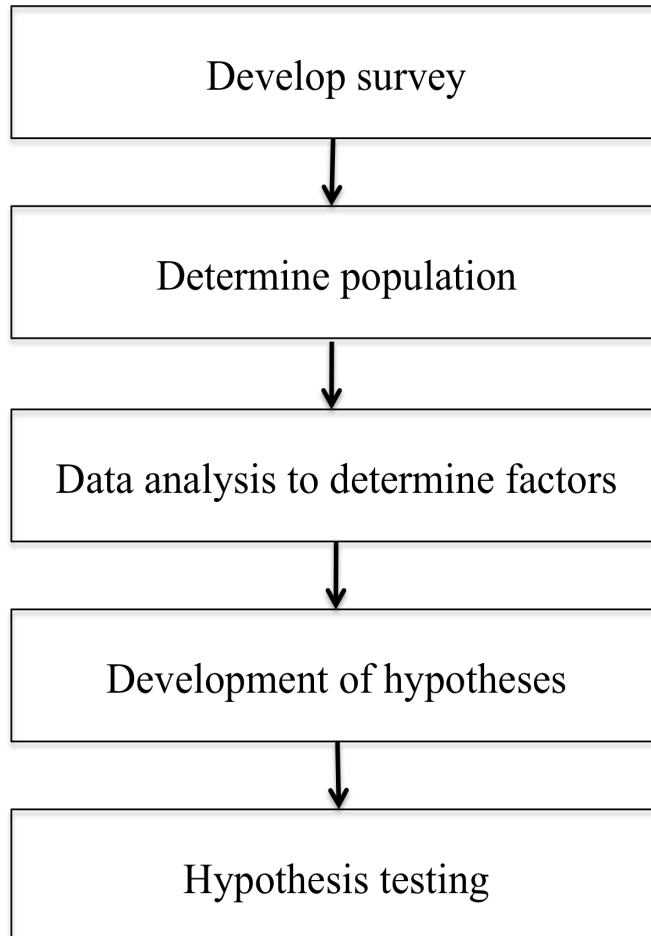 Develop survey
Determine population
Data analysis to determine factors
Development of hypotheses
Hypothesis testing